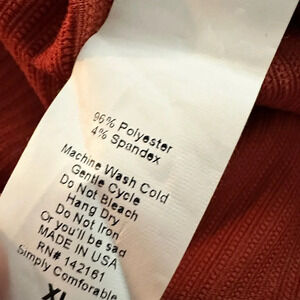 96% Polyester
4% Spandex
Machine Wash Cold
Gentle Cycle
Do Not Bleach
Hang Dry
Do Not Iron
Or you'll be sad
MADE IN USA
RN# 142161
Simply Comforable
XL